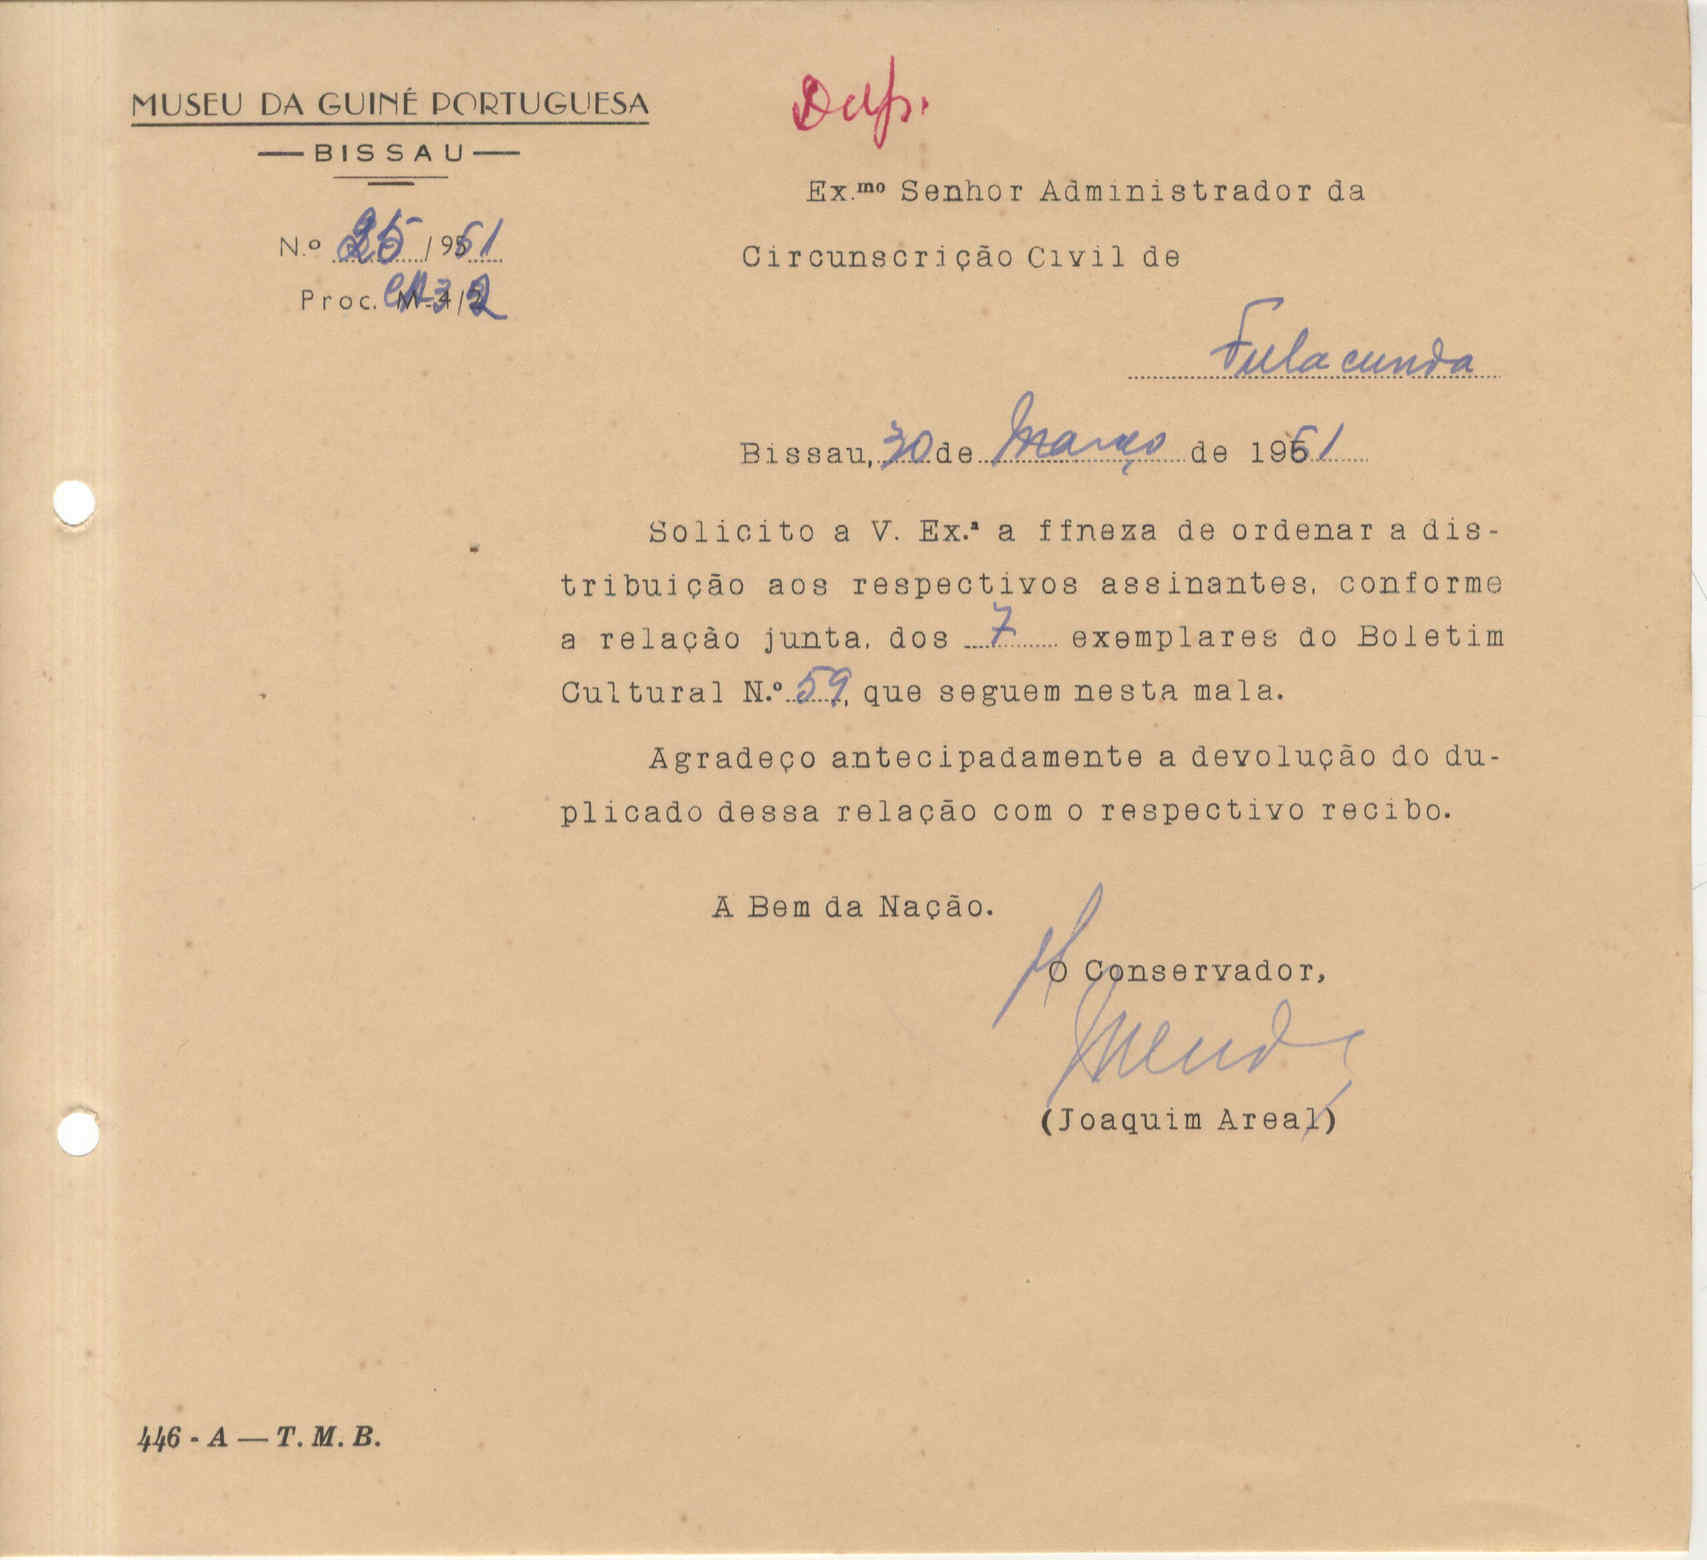 MUSEU DA GUINÉ PORTUGUESA
BISSAU
N.º 25 / 961
Proc.
Ex.mo Senhor Administrador da
Circunscrição Civil de
Fulacunda
Bissau, 30 de Março de 1961
Solicito a V. Ex.ª a ffneza de ordenar a dis-
tribuição aos respectivos assinantes, conforme
a relação junta, dos 7 exemplares do Boletim
Cultural N.º 59, que seguem nesta mala.
Agradeço antecipadamente a devolução do du-
plicado dessa relação com o respectivo recibo.
A Bem da Nação.
O Conservador,
(Joaquim Areal)
446 - A — T. M. B.